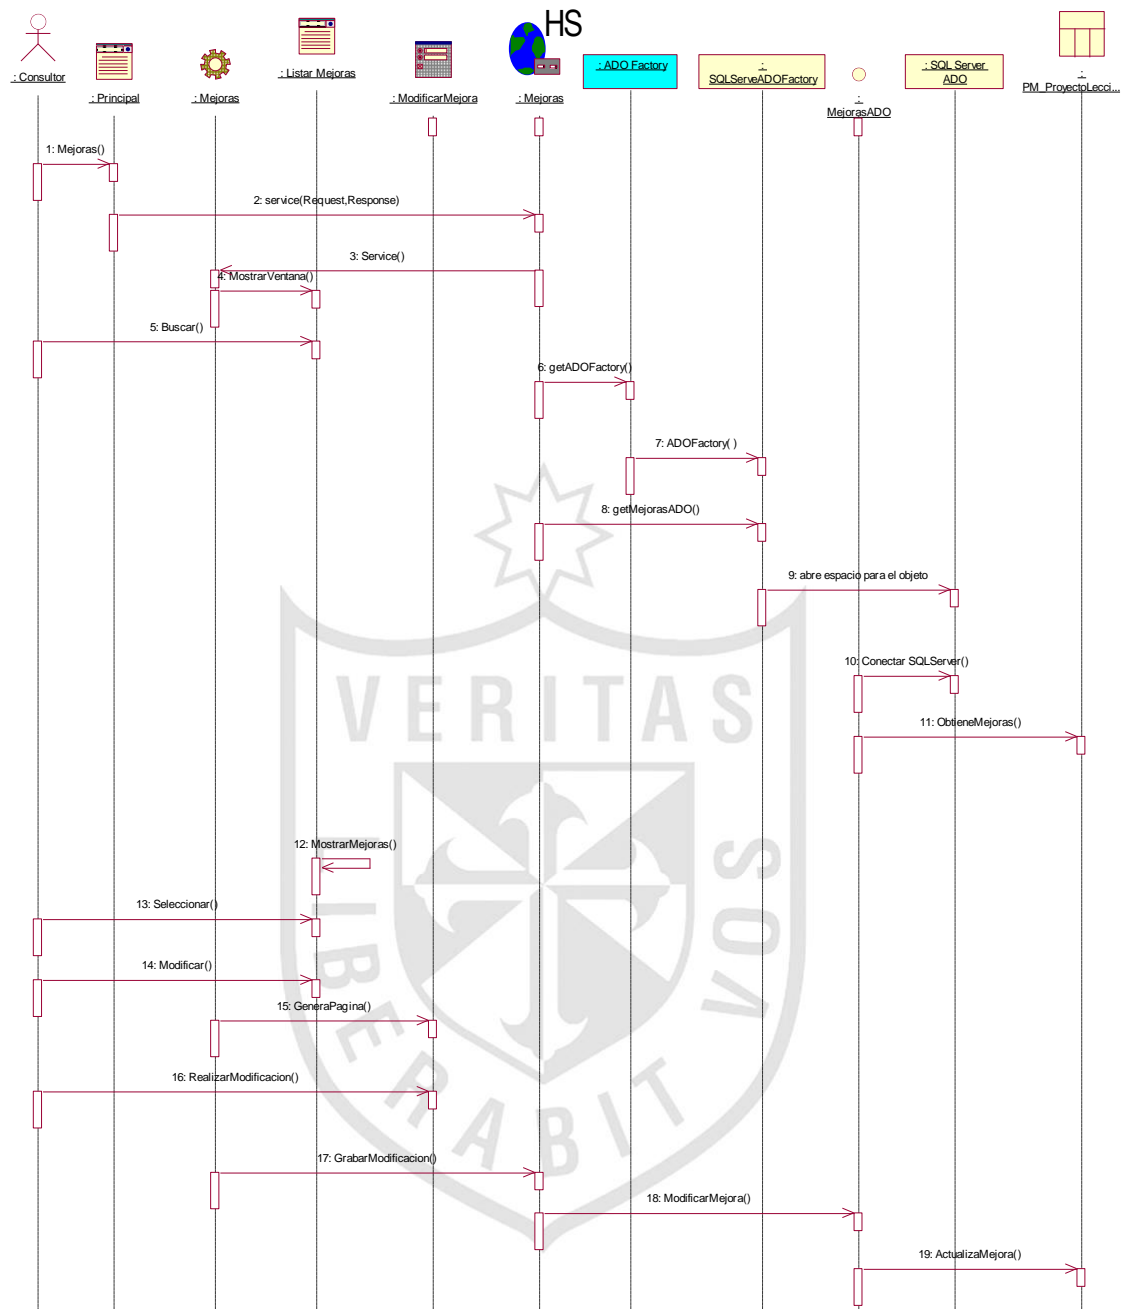 HS
: Consultor
: Principal
: Mejoras
: Listar Mejoras
: ModificarMejora
: Mejoras
: ADO Factory
:
SQLServeADOFactory
:
MejorasADO
: SQL Server
ADO
:
PM_ProyectoLecci...
1: Mejoras()
2: service(Request,Response)
3: Service()
4: MostrarVentana()
5: Buscar()
6: getADOFactory()
7: ADOFactory( )
8: getMejorasADO()
9: abre espacio para el objeto
10: Conectar SQLServer()
11: ObtieneMejoras()
12: MostrarMejoras()
13: Seleccionar()
14: Modificar()
15: GeneraPagina()
16: RealizarModificacion()
17: GrabarModificacion()
18: ModificarMejora()
19: ActualizaMejora()
VERITAS
LIBERABIT
VOS